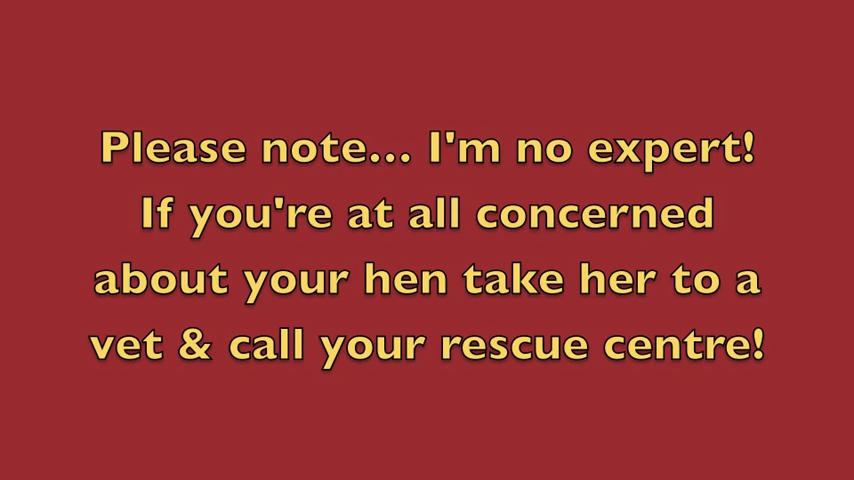 Please note... I'm no expert!
If you're at all concerned
about your hen take her to a
vet & call your rescue centre!